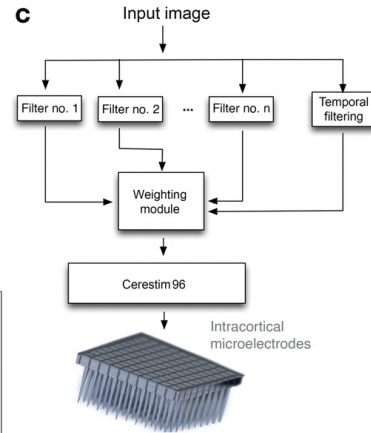 C
Input image
Filter no. 1
Filter no. 2
...
Filter no. n
Temporal
filtering
Weighting
module
Cerestim 96
Intracortical
microelectrodes